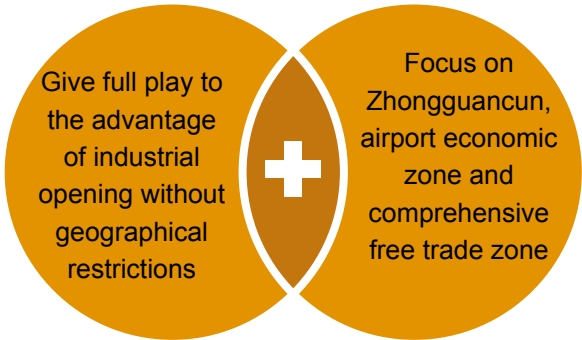 Give full play to
the advantage
of industrial
opening without
geographical
restrictions
Focus on
Zhongguancun,
airport economic
zone and
comprehensive
free trade zone